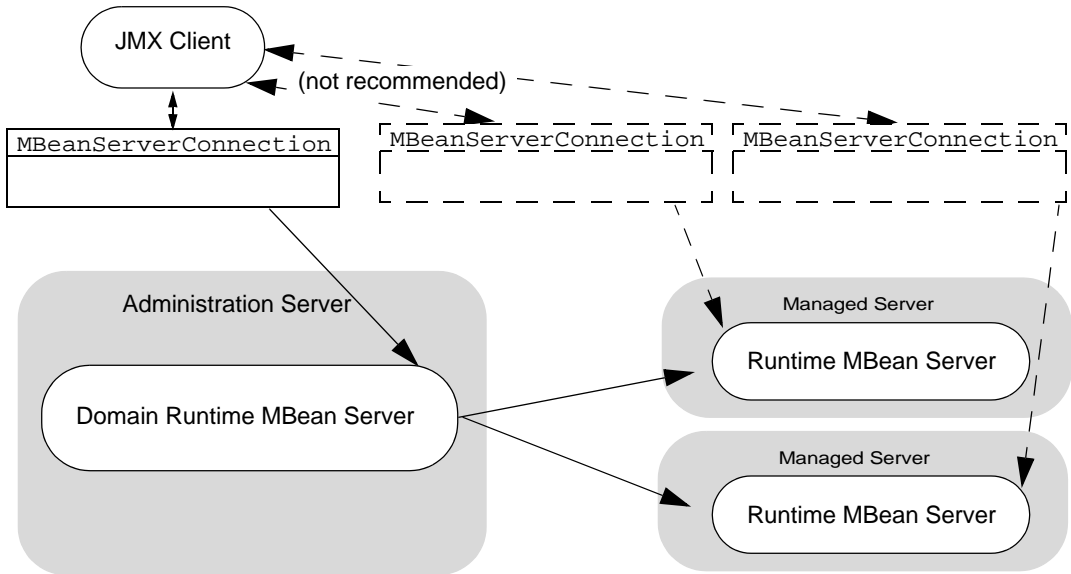 JMX Client
(not recommended)
MBeanServerConnection
MBeanServerConnection
MBeanServerConnection
Administration Server
Domain Runtime MBean Server
Managed Server
Runtime MBean Server
Managed Server
Runtime MBean Server